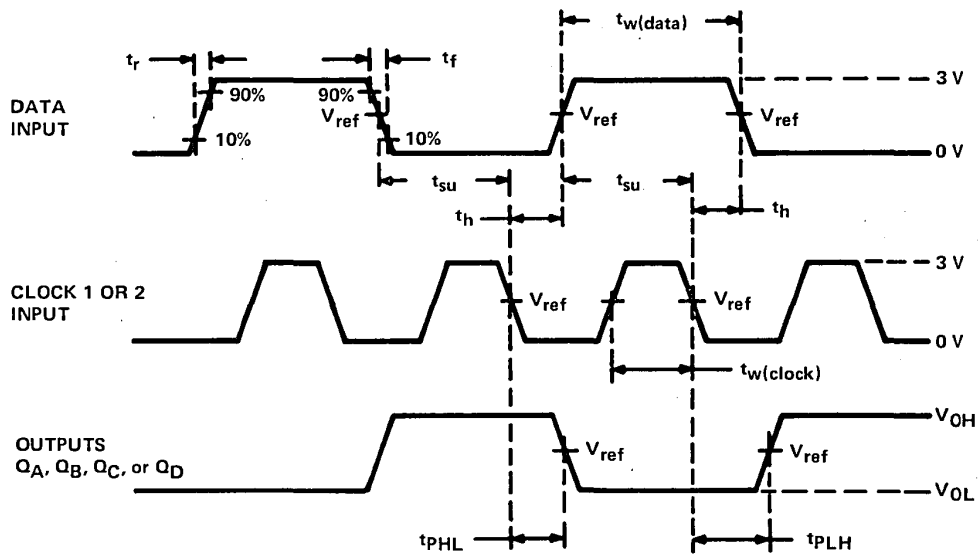 tw(data)
tr
tf
3 V
DATA
INPUT
90%
90%
Vref
Vref
Vref
10%
10%
0 V
tsu
tsu
th
th
3 V
CLOCK 1 OR 2
INPUT
Vref
Vref
0 V
tw(clock)
VOH
OUTPUTS
QA, QB, QC, or QD
Vref
Vref
VOL
tPHL
tPLH